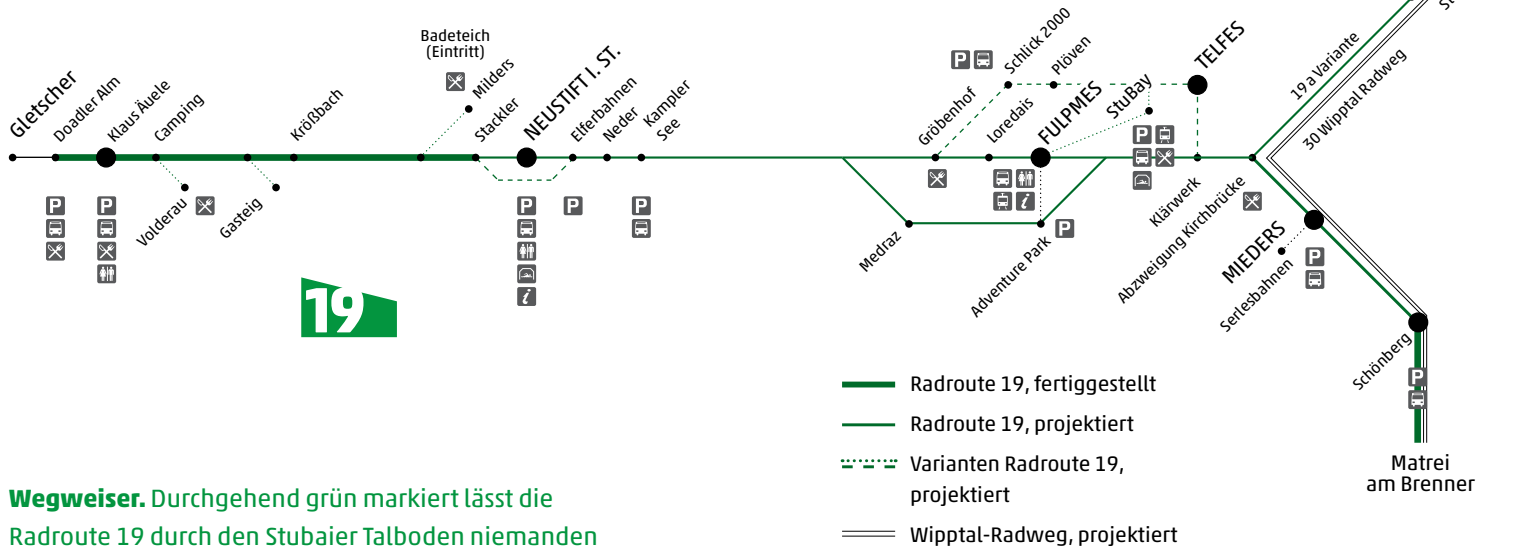 Gletscher
Doadler Alm
Klaus Äuele
Camping
Volderau
Gasteig
Krößbach
Badeteich
(Eintritt)
Milders
Stackler
NEUSTIFT I. ST.
Elferbahnen
Neder
Kampler
See
Medraz
Gröbenhof
Schlick 2000
Loredais
Plöven
FULPMES
Adventure Park
StuBay
TELFES
Klärwerk
Abzweigung Kirchbrücke
19 a Variante
30 Wipptal Radweg
MIEDERS
Serlesbahnen
Schönberg
Matrei
am Brenner
P
P
P
P
P
P
P
P
P
P
i
i
19
Radroute 19, fertiggestellt
Radroute 19, projektiert
Varianten Radroute 19,
projektiert
Wipptal-Radweg, projektiert
Wegweiser. Durchgehend grün markiert lässt die
Radroute 19 durch den Stubaier Talboden niemanden